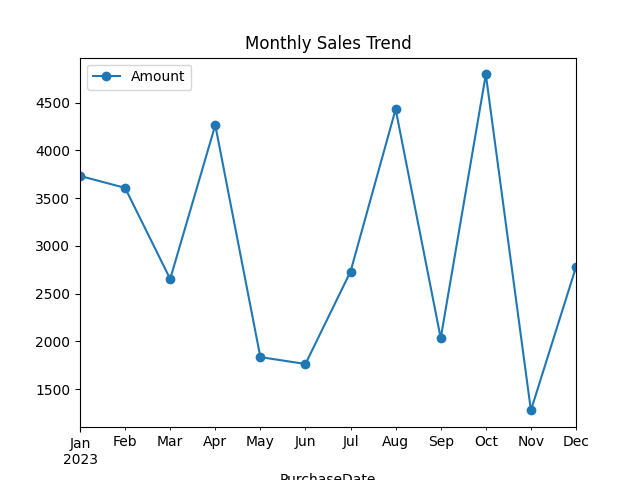 Monthly Sales Trend
Amount
4500
4000
3500
3000
2500
2000
1500
Jan Feb Mar Apr May Jun Jul Aug Sep Oct Nov Dec
2023
PurchaseDate